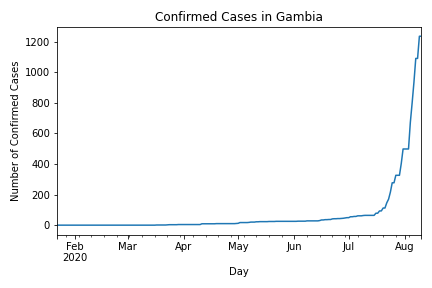 Confirmed Cases in Gambia
1200
1000
800
600
400
200
0
Number of Confirmed Cases
Feb
2020
Mar
Apr
May
Jun
Jul
Aug
Day